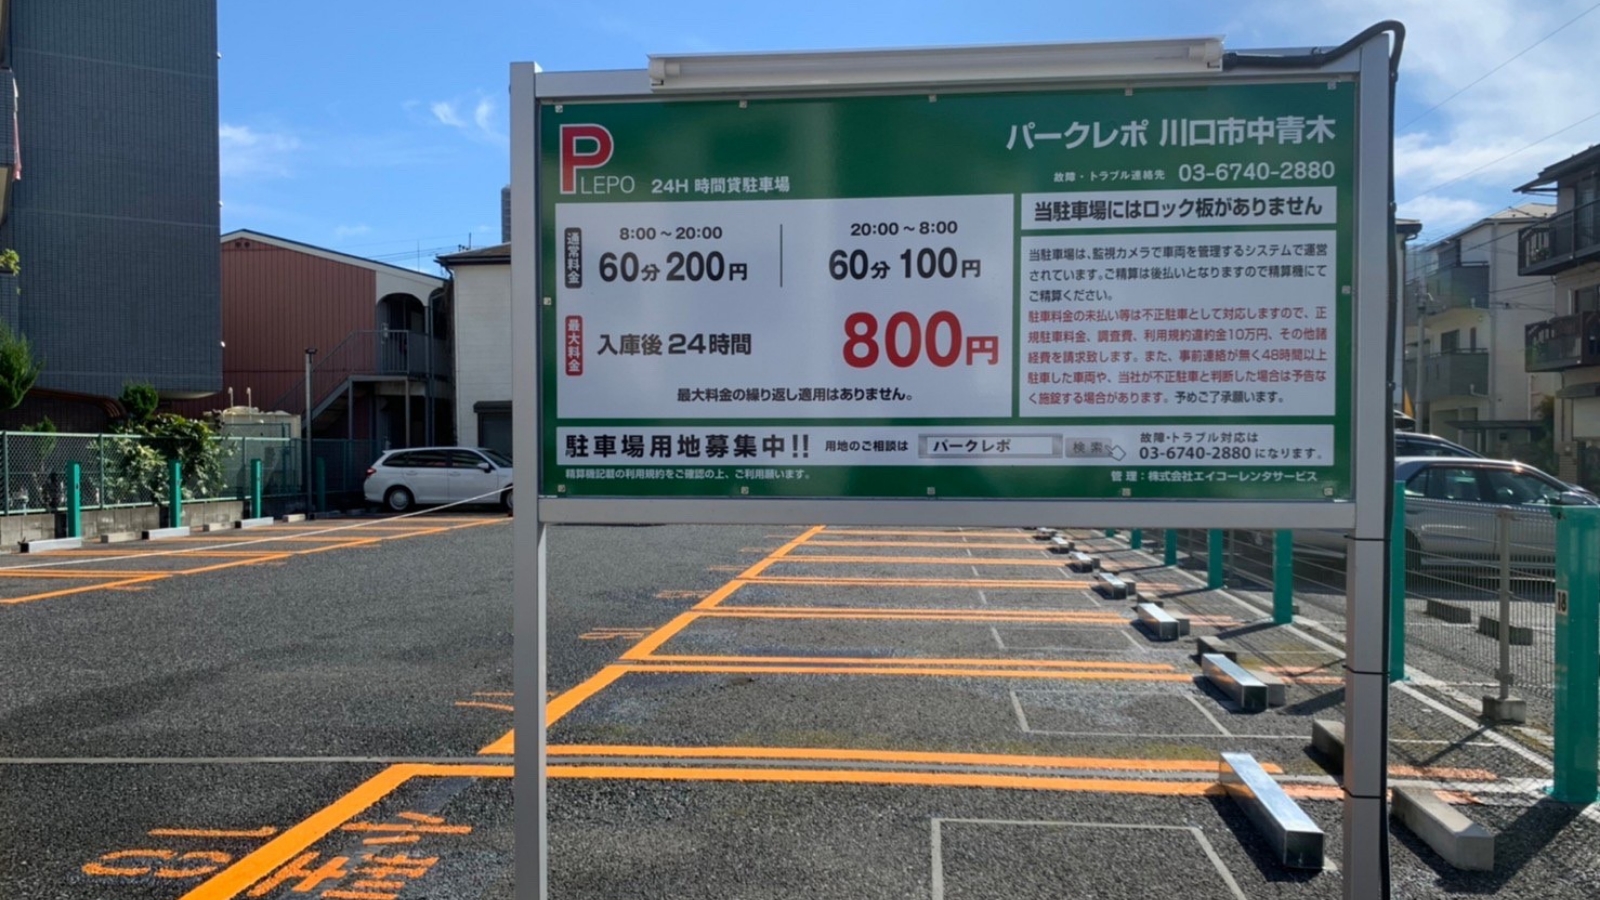 P
LEPO
24H 時間貸駐車場
パークレポ 川口市中青木
故障・トラブル連絡先 03-6740-2880
通常料金
8:00~20:00
60分 200円
20:00~8:00
60分 100円
最大料金
入庫後 24時間
800円
最大料金の繰り返し適用はありません。
当駐車場にはロック板がありません
当駐車場は、監視カメラで車両を管理するシステムで運営
されています。ご精算は後払いとなりますので精算機にて
ご精算ください。
駐車料金の未払い等は不正駐車として対応しますので、正
規駐車料金、調査費、利用規約違約金10万円、その他諸
経費を請求致します。また、事前連絡が無く48時間以上
駐車した車両や、当社が不正駐車と判断した場合は予告な
く施錠する場合があります。予めご了承願います。
駐車場用地募集中!!
用地のご相談は
パークレポ
検索
故障・トラブル対応は
03-6740-2880 になります。
精算機記載の利用規約をご確認の上、ご利用願います。
管理：株式会社エイコーレンタサービス
18